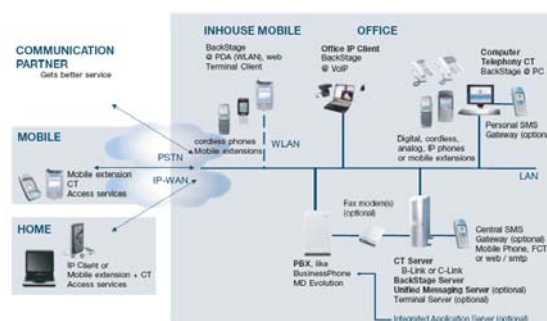 INHOUSE MOBILE
OFFICE
COMMUNICATION
PARTNER
Gets better service
BackStage
@ PDA (WLAN), web
Terminal Client
Office IP Client
BackStage
@ VoIP
Computer
Telephony CT
BackStage @ PC
cordless phones
Mobile extensions
Digital, cordless,
analog, IP phones
or mobile extensions
Personal SMS
Gateway (optional)
MOBILE
Mobile extension
CT
Access services
PSTN
IP-WAN
WLAN
LAN
HOME
IP Client or
Mobile extension + CT
Access services
Fax modem(s)
(optional)
PBX, like
BusinessPhone
MD Evolution
CT Server
B-Link or C-Link
BackStage Server
Unified Messaging Server (optional)
Terminal Server (optional)
Central SMS
Gateway (optional)
Mobile Phone, FCT
or web / smtp
Integrated Application Server (optional)